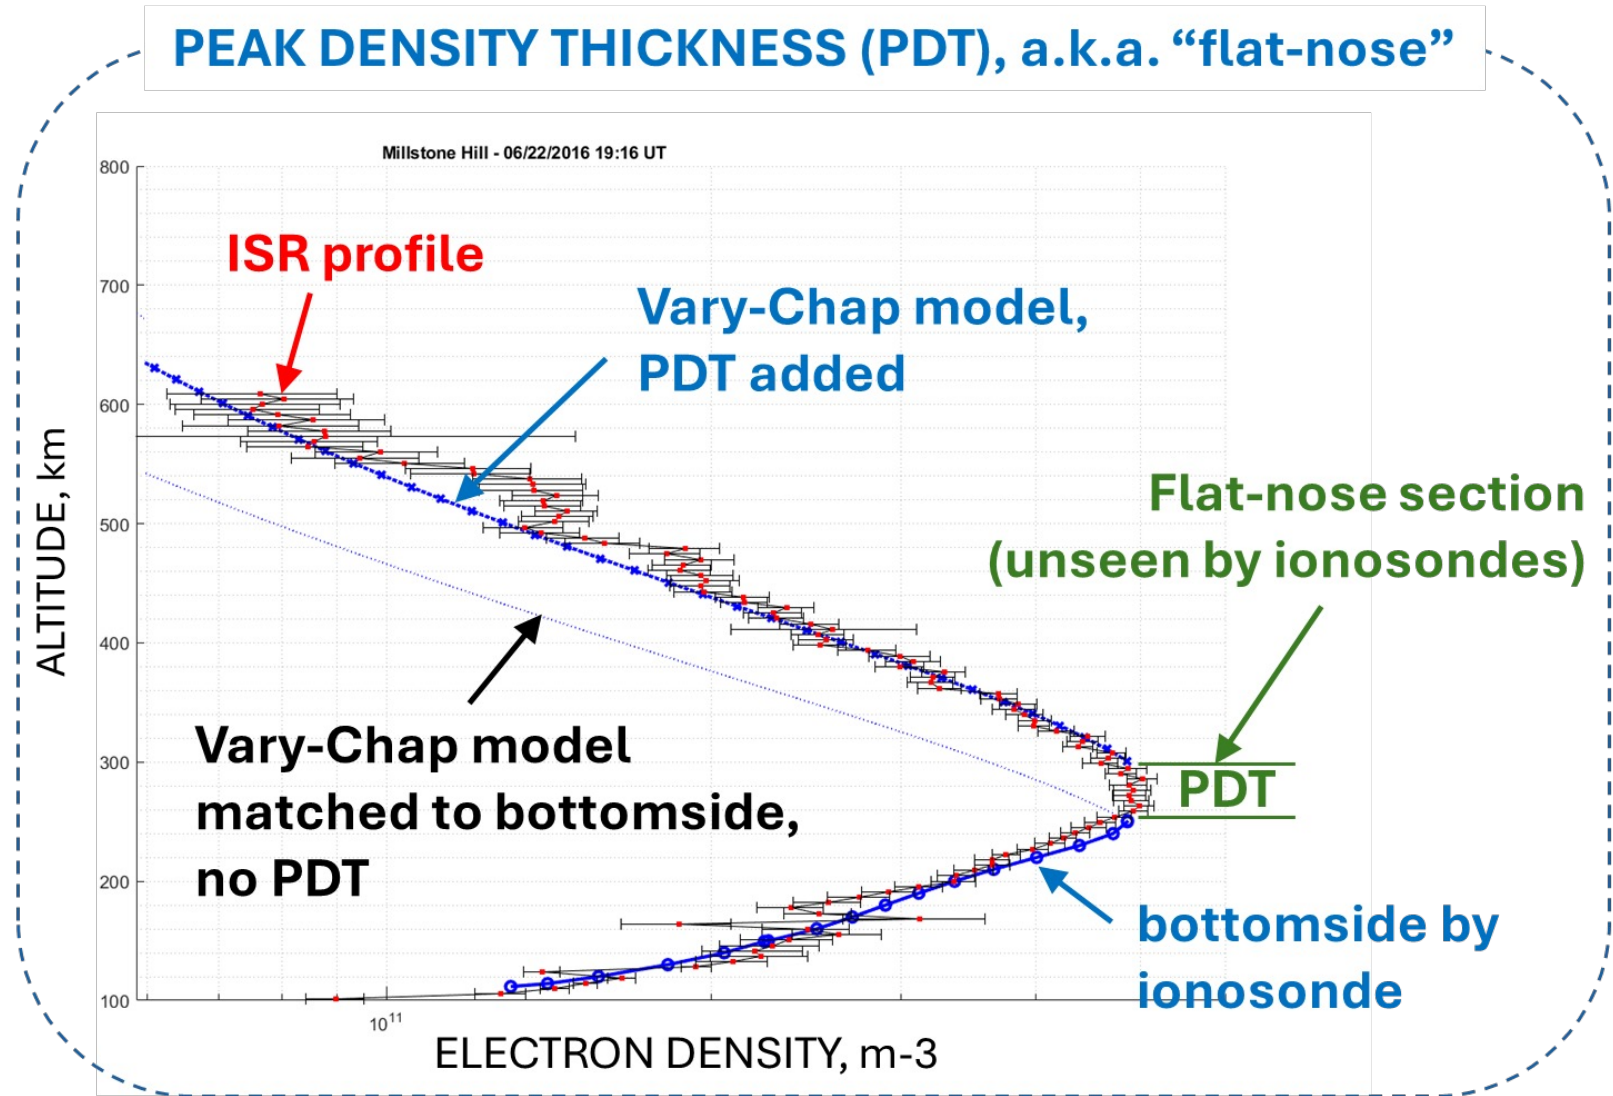 PEAK DENSITY THICKNESS (PDT), a.k.a. “flat-nose”
Millstone Hill - 06/22/2016 19:16 UT
800
700
600
500
400
300
200
100
ALTITUDE, km
ISR profile
Vary-Chap model,
PDT added
Flat-nose section
(unseen by ionosondes)
Vary-Chap model
matched to bottomside,
no PDT
PDT
bottomside by
ionosonde
10¹¹
ELECTRON DENSITY, m-3